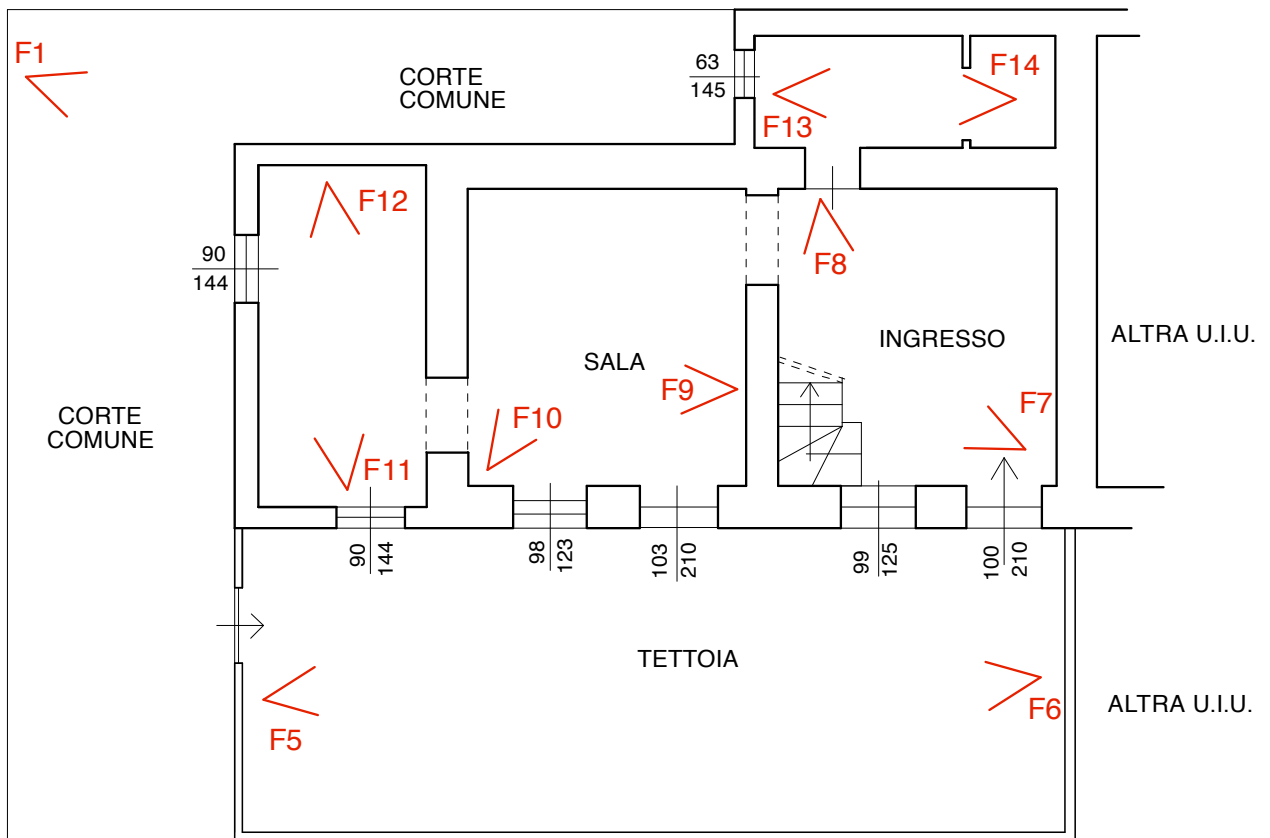 F1
CORTE
COMUNE
63
145
F14
F13
F12
F8
90
144
INGRESSO
ALTRA U.I.U.
SALA
F9
F7
CORTE
COMUNE
F10
F11
90
144
98
123
103
210
99
125
100
210
TETTOIA
ALTRA U.I.U.
F5
F6